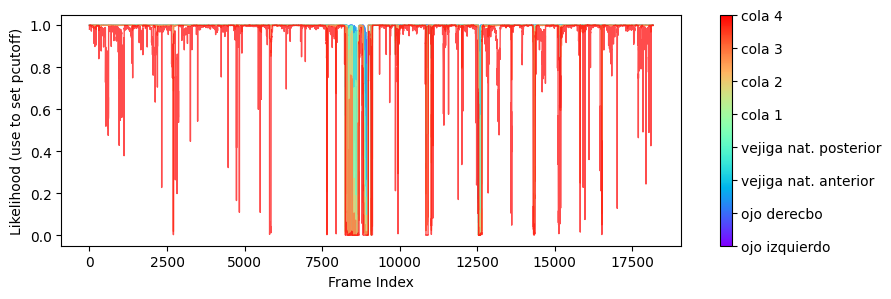 Likelihood (use to set pcutoff)
1.0
0.8
0.6
0.4
0.2
0.0
0
2500
5000
7500
10000
12500
15000
17500
Frame Index
cola 4
cola 3
cola 2
cola 1
vejiga nat. posterior
vejiga nat. anterior
ojo derecbo
ojo izquierdo